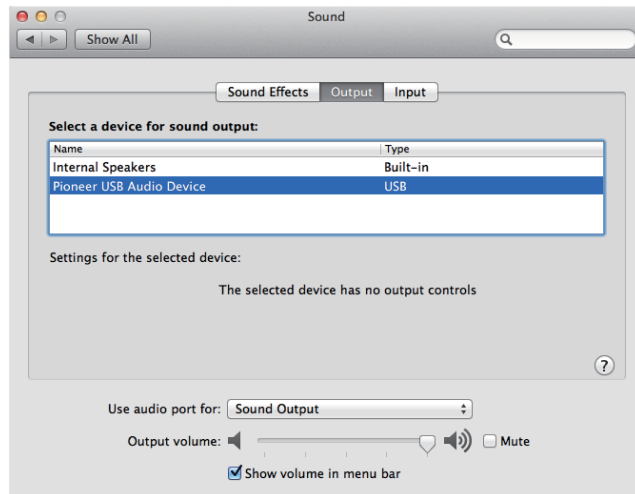 Sound
Show All
Sound Effects Output Input
Select a device for sound output:
Name Type
Internal Speakers Built-in
Pioneer USB Audio Device USB
Settings for the selected device:
The selected device has no output controls
?
Use audio port for: Sound Output
Output volume: Mute
Show volume in menu bar